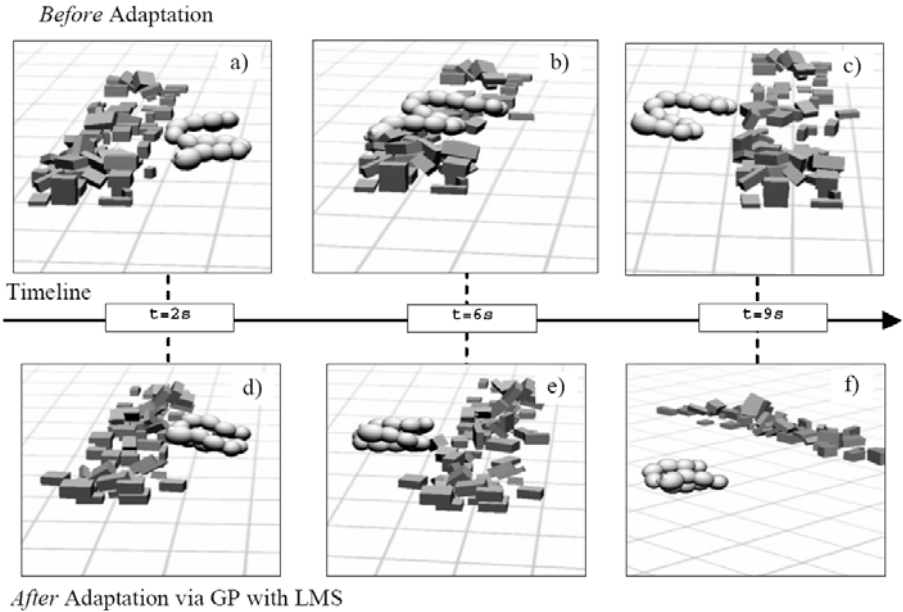 Before Adaptation
a)
b)
c)
Timeline
t=2s
t=6s
t=9s
d)
e)
f)
After Adaptation via GP with LMS